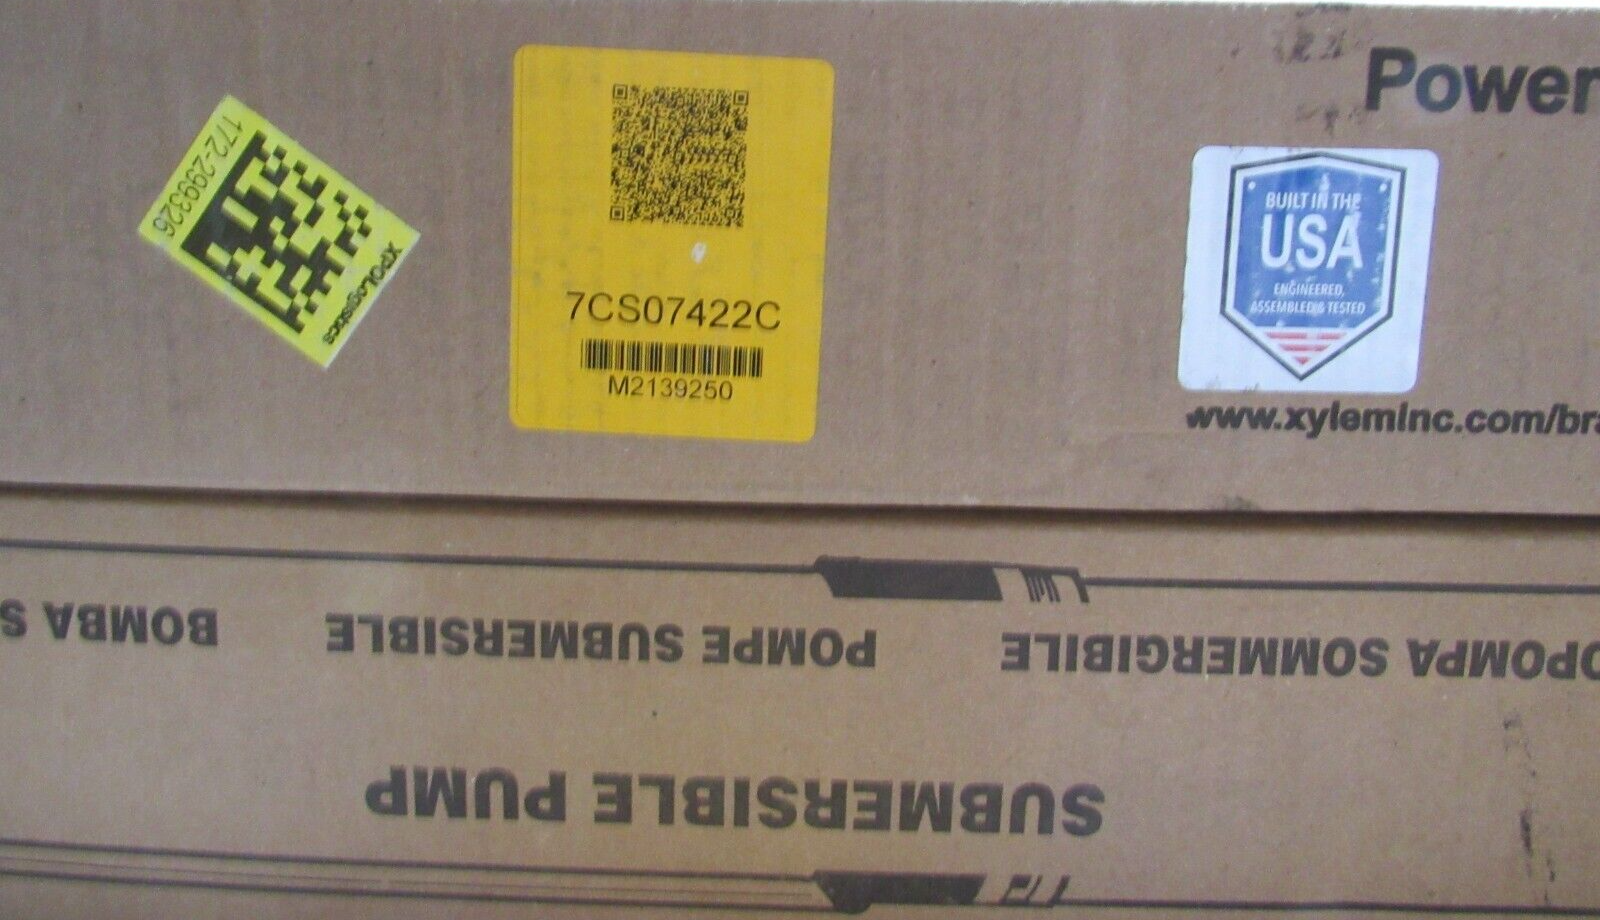 Power
172-299326
XPOLogistics
7CS07422C
M2139250
BUILT IN THE
USA
ENGINEERED,
ASSEMBLED & TESTED
www.xyleminc.com/bra
BOMBA S
POMPE SUBMERSIBLE
OPOMPA SOMMERGIBILE
SUBMERSIBLE PUMP